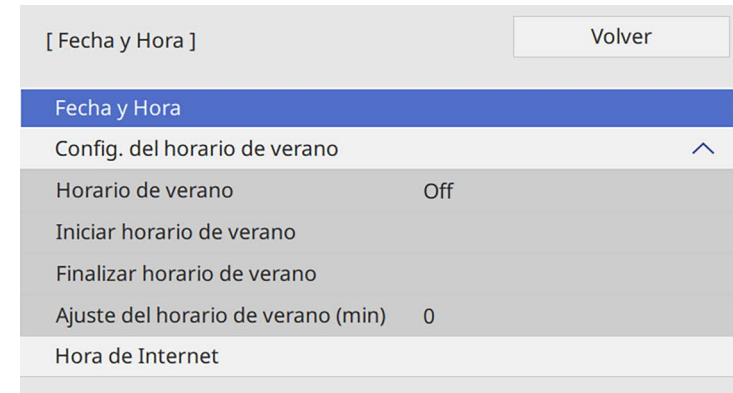 [ Fecha y Hora ]
Volver
Fecha y Hora
Config. del horario de verano
Horario de verano Off
Iniciar horario de verano
Finalizar horario de verano
Ajuste del horario de verano (min) 0
Hora de Internet